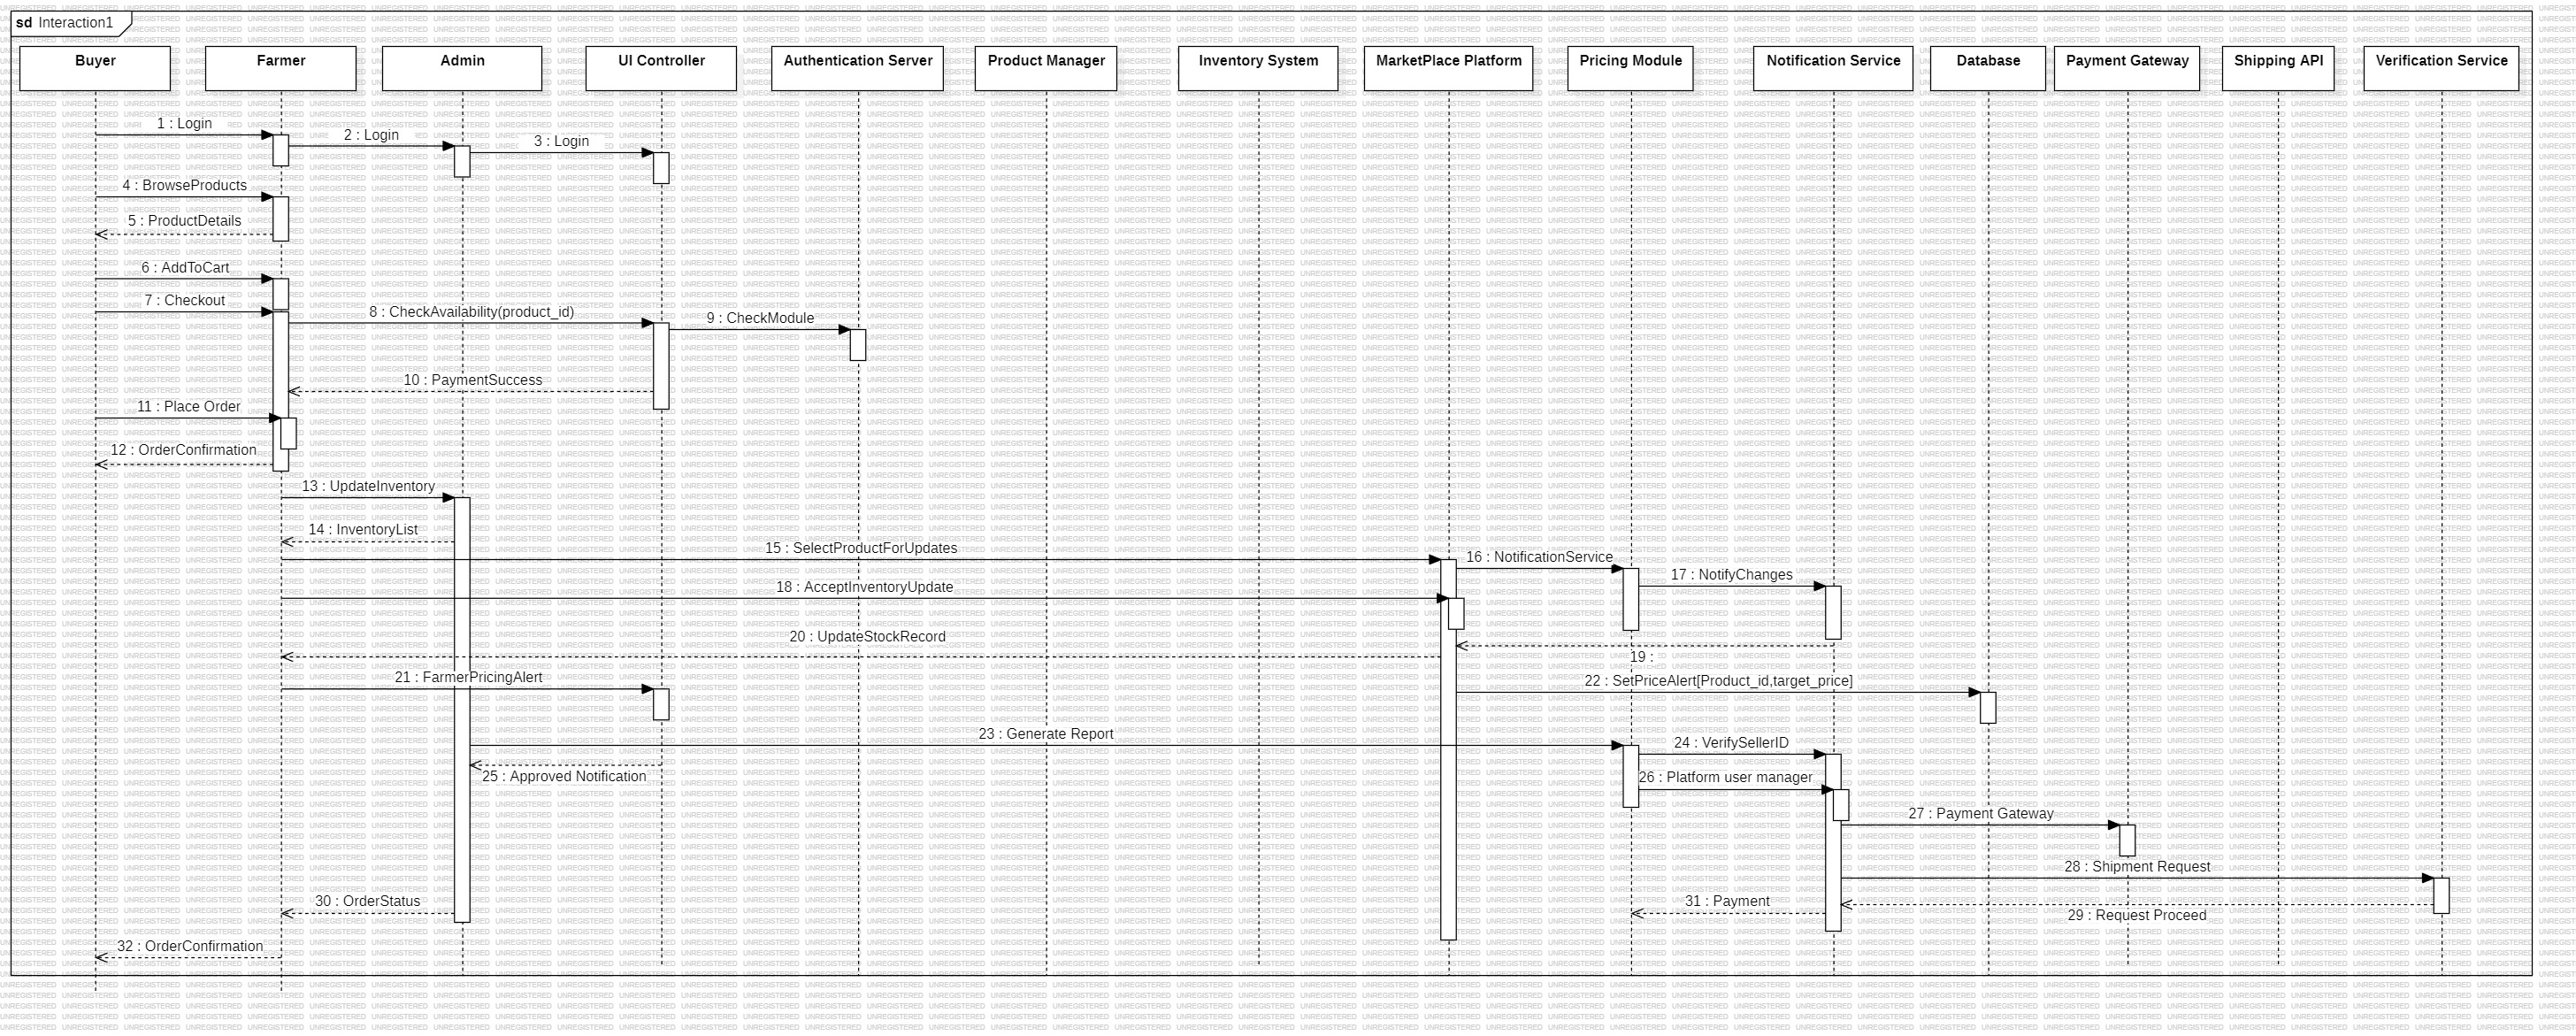 sd Interaction1
Buyer
Farmer
Admin
UI Controller
Authentication Server
Product Manager
Inventory System
MarketPlace Platform
Pricing Module
Notification Service
Database
Payment Gateway
Shipping API
Verification Service
1 : Login
2 : Login
3 : Login
4 : BrowseProducts
5 : ProductDetails
6 : AddToCart
7 : Checkout
8 : CheckAvailability(product_id)
9 : CheckModule
10 : PaymentSuccess
11 : Place Order
12 : OrderConfirmation
13 : UpdateInventory
14 : InventoryList
15 : SelectProductForUpdates
16 : NotificationService
17 : NotifyChanges
18 : AcceptInventoryUpdate
20 : UpdateStockRecord
19 :
21 : FarmerPricingAlert
22 : SetPriceAlert[Product_id,target_price]
23 : Generate Report
24 : VerifySellerID
25 : Approved Notification
26 : Platform user manager
27 : Payment Gateway
28 : Shipment Request
30 : OrderStatus
31 : Payment
29 : Request Proceed
32 : OrderConfirmation
UNREGISTERED